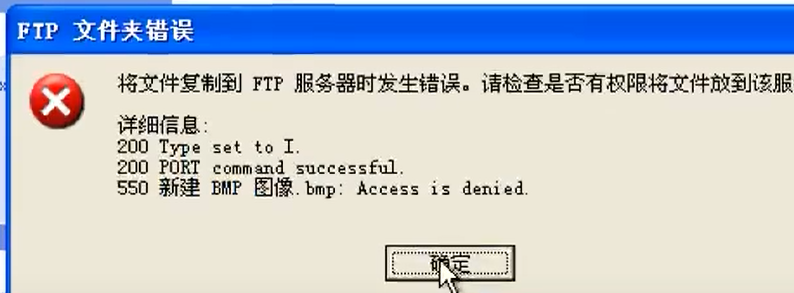 FTP 文件夹错误
将文件复制到 FTP 服务器时发生错误。请检查是否有权限将文件放到该服
详细信息:
200 Type set to I.
200 PORT command successful.
550 新建 BMP 图像.bmp: Access is denied.
确定